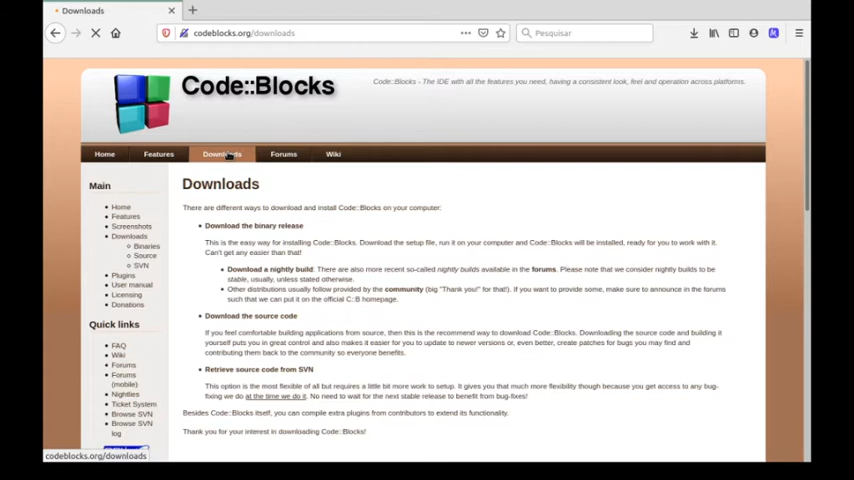 Downloads
codeblocks.org/downloads
Pesquisar
Code::Blocks
Code::Blocks - The IDE with all the features you need, having a consistent look, feel and operation across platforms.
Home Features Downloads Forums Wiki
Main
Home
Features
Screenshots
Downloads
Binaries
Source
SVN
Plugins
User manual
Licensing
Donations
Quick links
FAQ
Wiki
Forums
Forums
(mobile)
Nightlies
Ticket System
Browse SVN
Browse SVN
log
Downloads
There are different ways to download and install Code::Blocks on your computer:
Download the binary release
This is the easy way for installing Code::Blocks. Download the setup file, run it on your computer and Code::Blocks will be installed, ready for you to work with it.
Can't get any easier than that!
Download a nightly build: There are also more recent so-called nightly builds available in the forums. Please note that we consider nightly builds to be
stable, usually, unless stated otherwise.
Other distributions usually follow provided by the community (big "Thank you!" for that!). If you want to provide some, make sure to announce in the forums
such that we can put it on the official C::B homepage.
Download the source code
If you feel comfortable building applications from source, then this is the recommend way to download Code::Blocks. Downloading the source code and building it
yourself puts you in great control and also makes it easier for you to update to newer versions or, even better, create patches for bugs you may find and
contributing them back to the community so everyone benefits.
Retrieve source code from SVN
This option is the most flexible of all but requires a little bit more work to setup. It gives you that much more flexibility though because you get access to any bug-
fixing we do at the time we do it. No need to wait for the next stable release to benefit from bug-fixes!
Besides Code::Blocks itself, you can compile extra plugins from contributors to extend its functionality.
Thank you for your interest in downloading Code::Blocks!
codeblocks.org/downloads